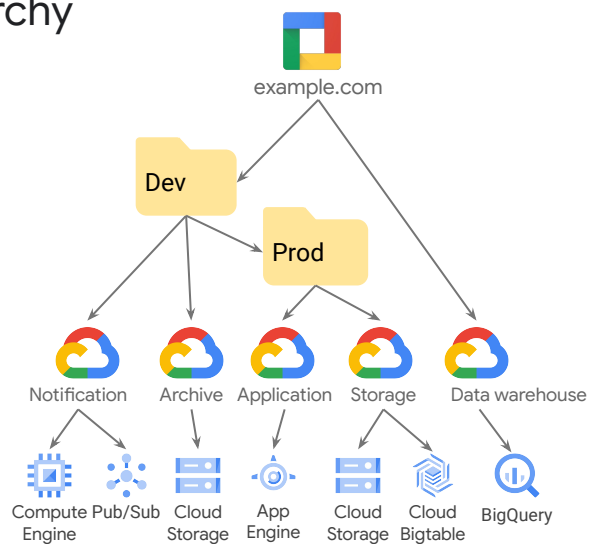 rchy
example.com
Dev
Prod
Notification
Archive
Application
Storage
Data warehouse
Compute
Engine
Pub/Sub
Cloud
Storage
App
Engine
Cloud
Storage
Cloud
Bigtable
BigQuery